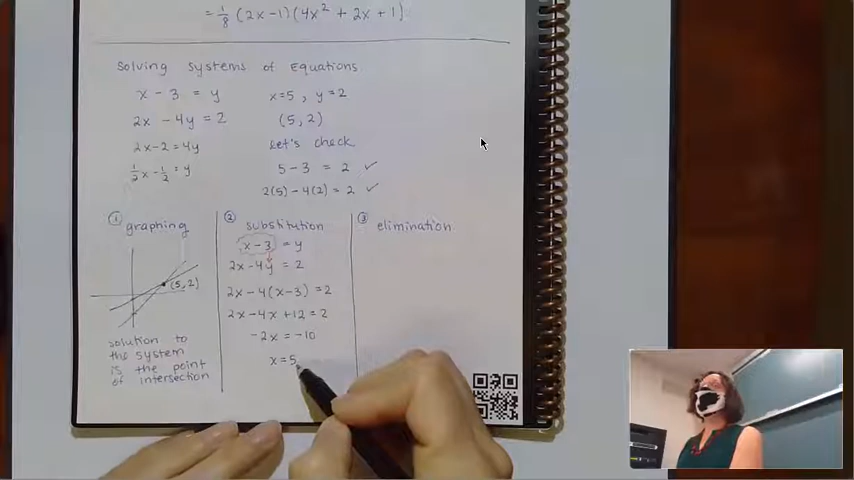 = 1/8 (2x-1)(4x² + 2x + 1)
Solving Systems of Equations
x - 3 = y
2x - 4y = 2
2x - 2 = 4y
1/2 x - 1/2 = y
x=5, y=2
(5, 2)
Let's check
5 - 3 = 2 ✓
2(5) - 4(2) = 2 ✓
① graphing
(5, 2)
solution to
the system
is the point
of intersection
② substitution
x - 3 = y
2x - 4y = 2
2x - 4(x - 3) = 2
2x - 4x + 12 = 2
-2x = -10
x = 5
③ elimination